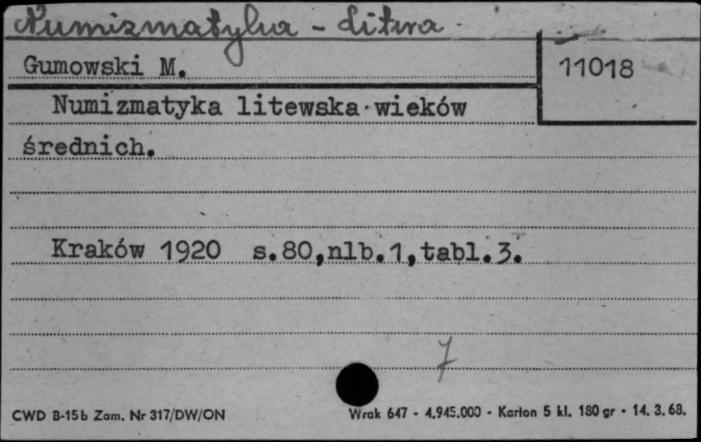 Numizmatyka - Litwa
Gumowski M.
11018
Numizmatyka litewska wieków
średnich.
Kraków 1920 s.80,nlb.1,tabl.3.
7
CWD B-15b Zam. Nr 317/DW/ON
Wrak 647 - 4.945.000 - Karton 5 kl. 180 gr - 14. 3. 68.